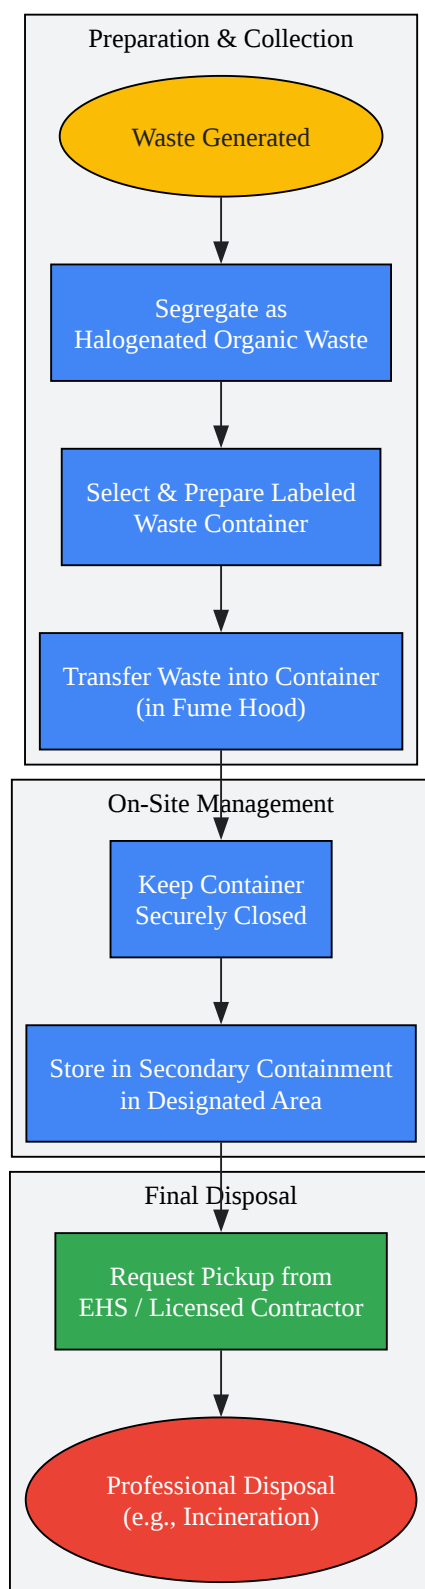 Preparation & Collection
Waste Generated
Segregate as
Halogenated Organic Waste
Select & Prepare Labeled
Waste Container
Transfer Waste into Container
(in Fume Hood)
On-Site Management
Keep Container
Securely Closed
Store in Secondary Containment
in Designated Area
Final Disposal
Request Pickup from
EHS / Licensed Contractor
Professional Disposal
(e.g., Incineration)